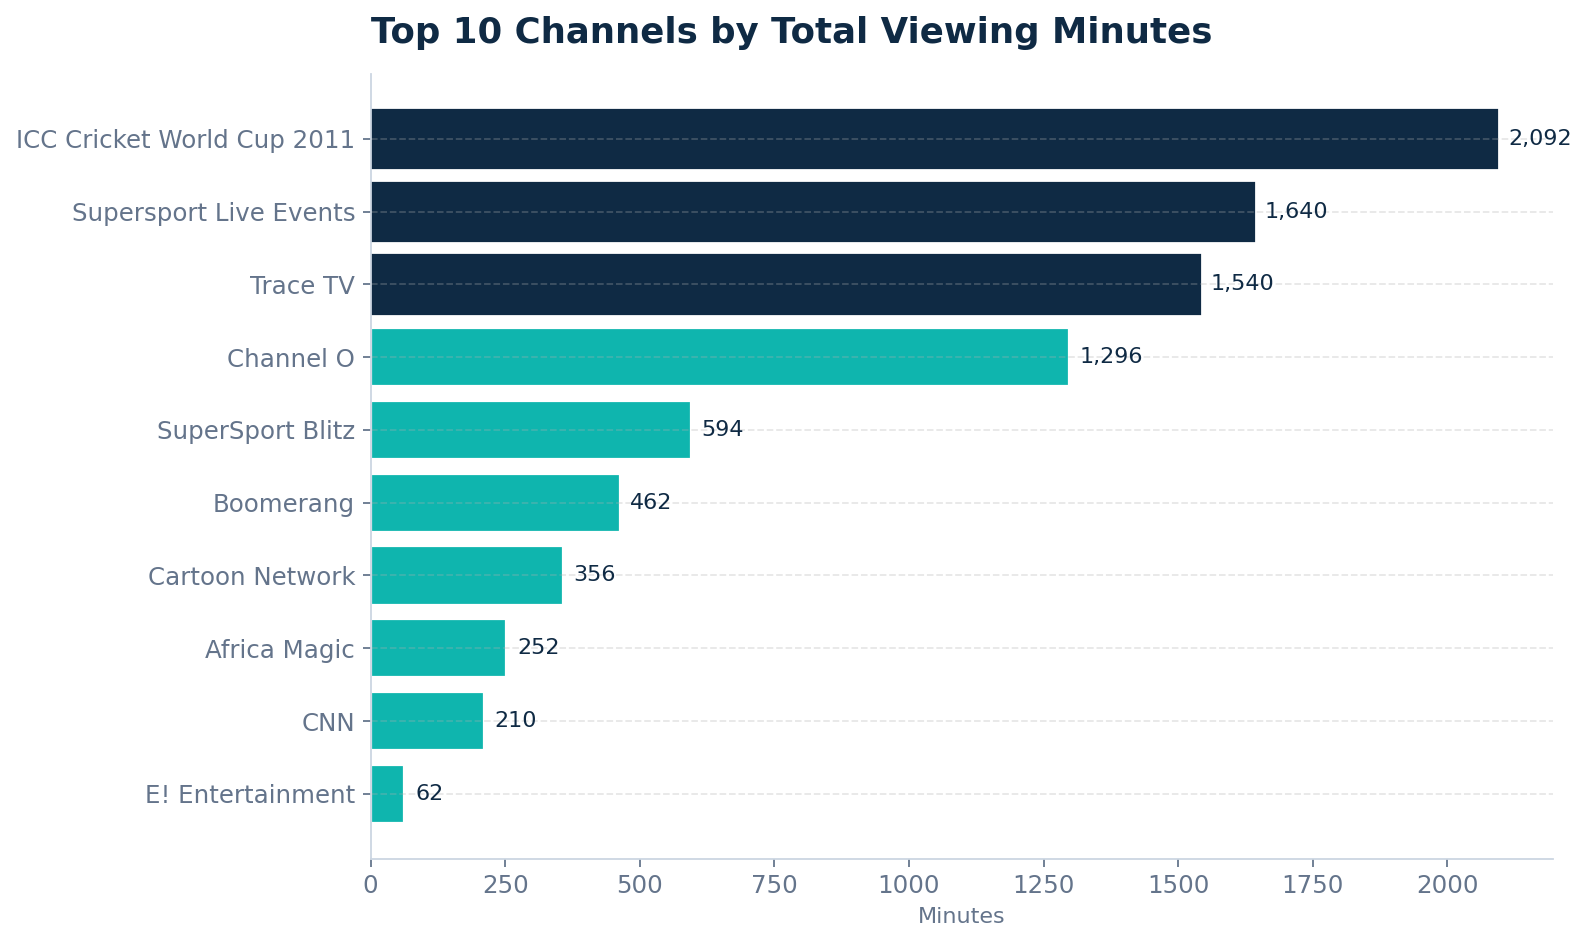 Top 10 Channels by Total Viewing Minutes
ICC Cricket World Cup 2011 2,092
Supersport Live Events 1,640
Trace TV 1,540
Channel O 1,296
SuperSport Blitz 594
Boomerang 462
Cartoon Network 356
Africa Magic 252
CNN 210
E! Entertainment 62
0 250 500 750 1000 1250 1500 1750 2000
Minutes